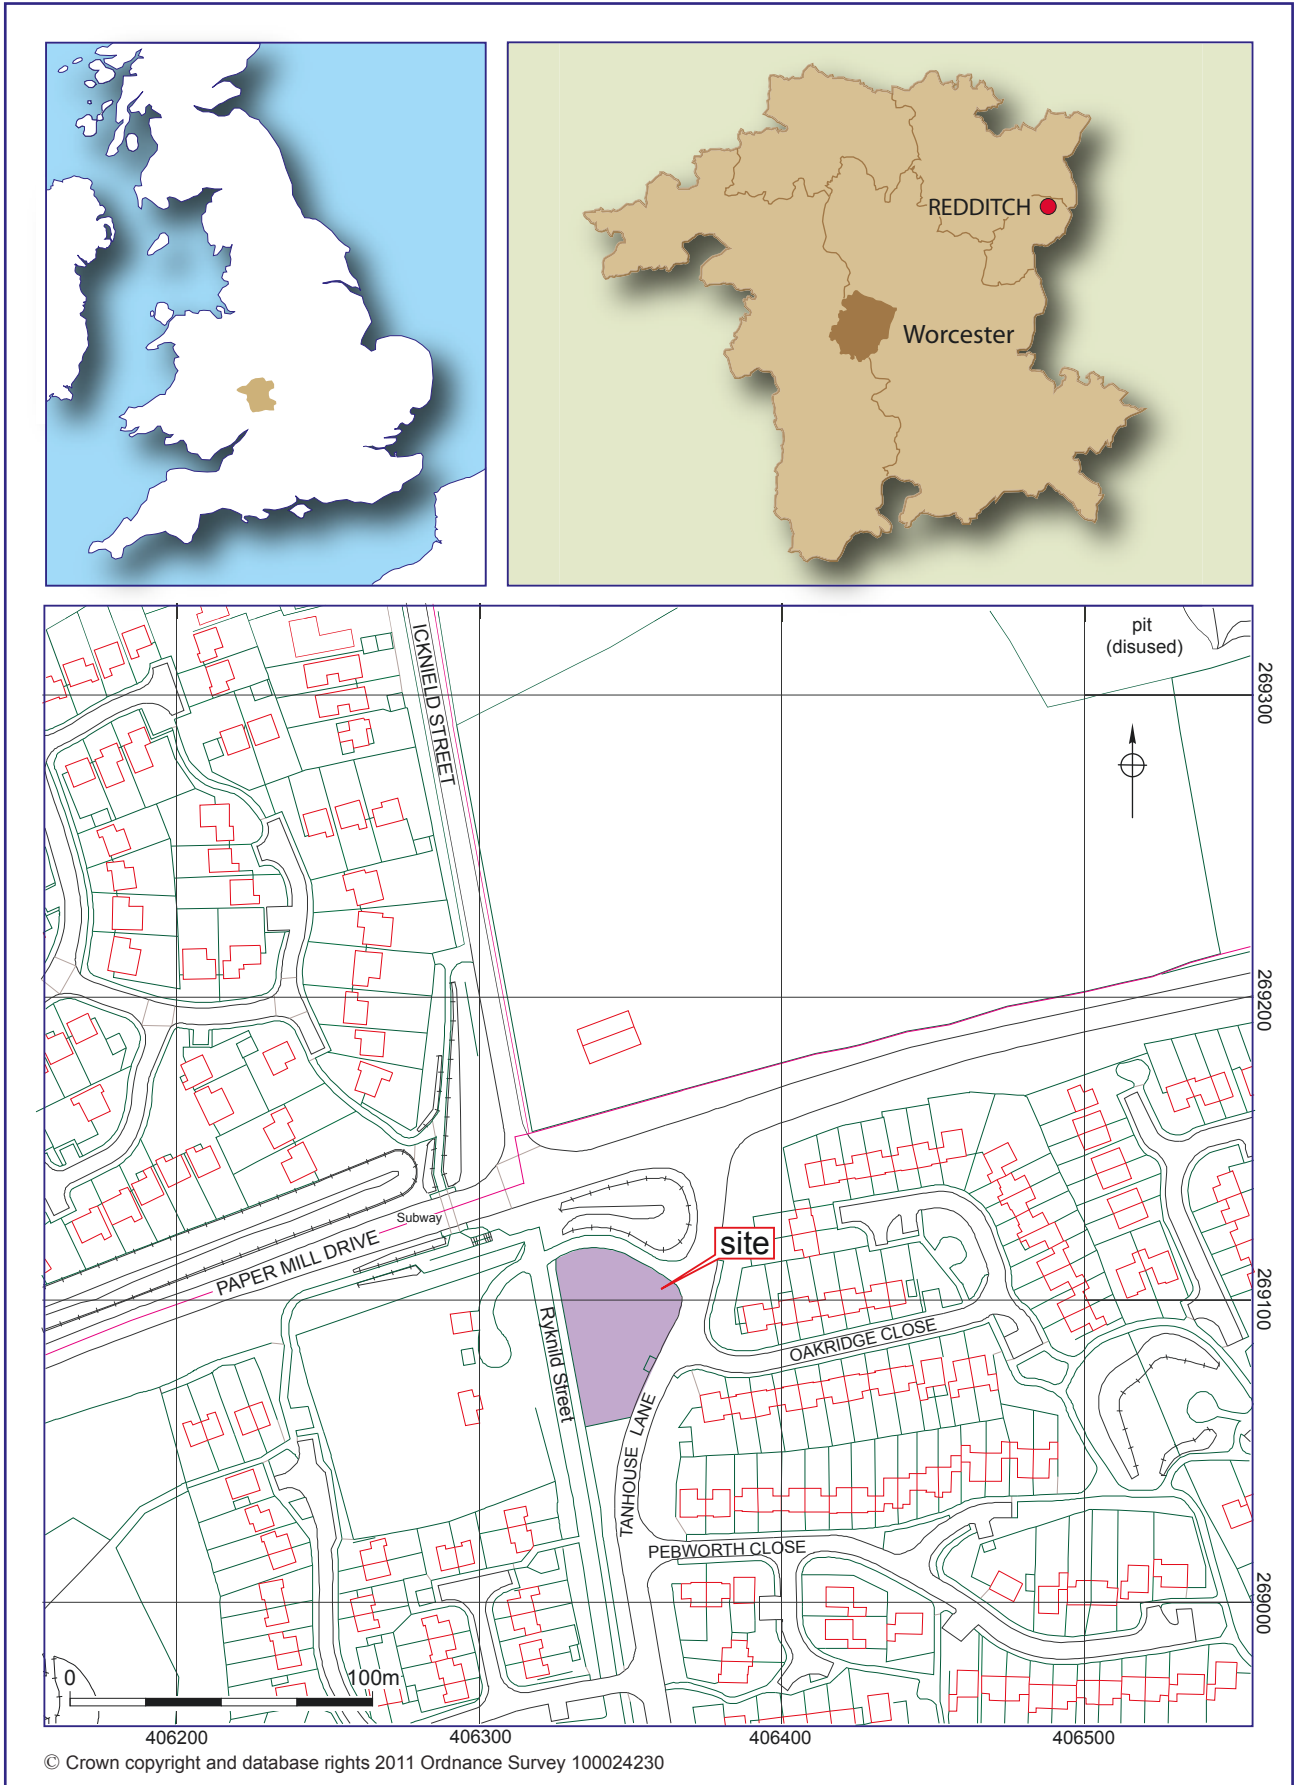 REDDITCH
Worcester
ICKNIELD STREET
pit
(disused)
269300
269200
Subway
PAPER MILL DRIVE
site
269100
Ryknild Street
OAKRIDGE CLOSE
TANHOUSE LANE
PEBWORTH CLOSE
269000
0 100m
406200 406300 406400 406500
© Crown copyright and database rights 2011 Ordnance Survey 100024230